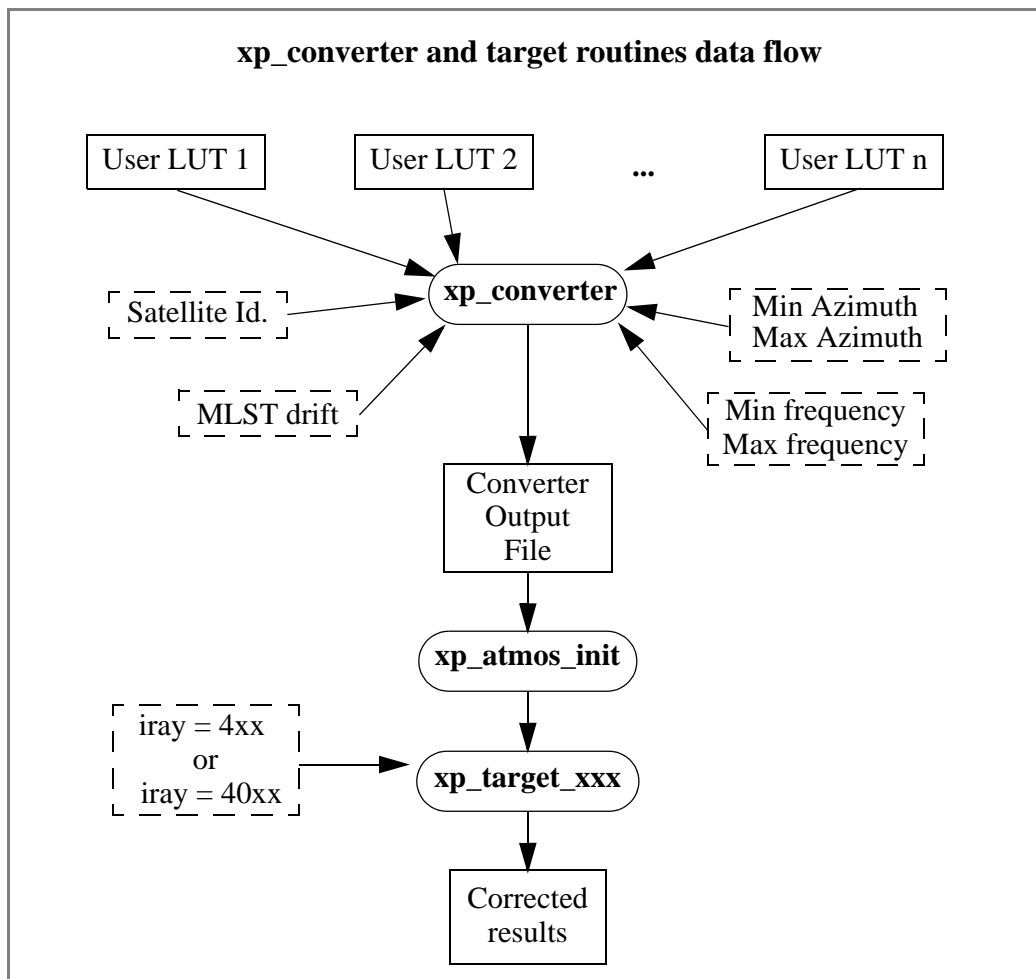 xp_converter and target routines data flow
User LUT 1
User LUT 2
...
User LUT n
xp_converter
Satellite Id.
Min Azimuth
Max Azimuth
MLST drift
Min frequency
Max frequency
Converter
Output
File
xp_atmos_init
iray = 4xx
or
iray = 40xx
xp_target_xxx
Corrected
results